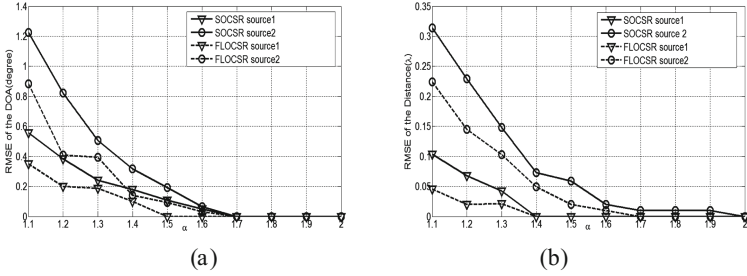 1.4
1.2
1
0.8
0.6
0.4
0.2
0
RMSE of the DOA(degree)
SOCSR source1
SOCSR source2
FLOCSR source1
FLOCSR source2
1.1 1.2 1.3 1.4 1.5 1.6 1.7 1.8 1.9 2
α
(a)
0.35
0.3
0.25
0.2
0.15
0.1
0.05
0
RMSE of the Distance(λ)
SOCSR source1
SOCSR source 2
FLOCSR source1
FLOCSR source2
1.1 1.2 1.3 1.4 1.5 1.6 1.7 1.8 1.9 2
α
(b)